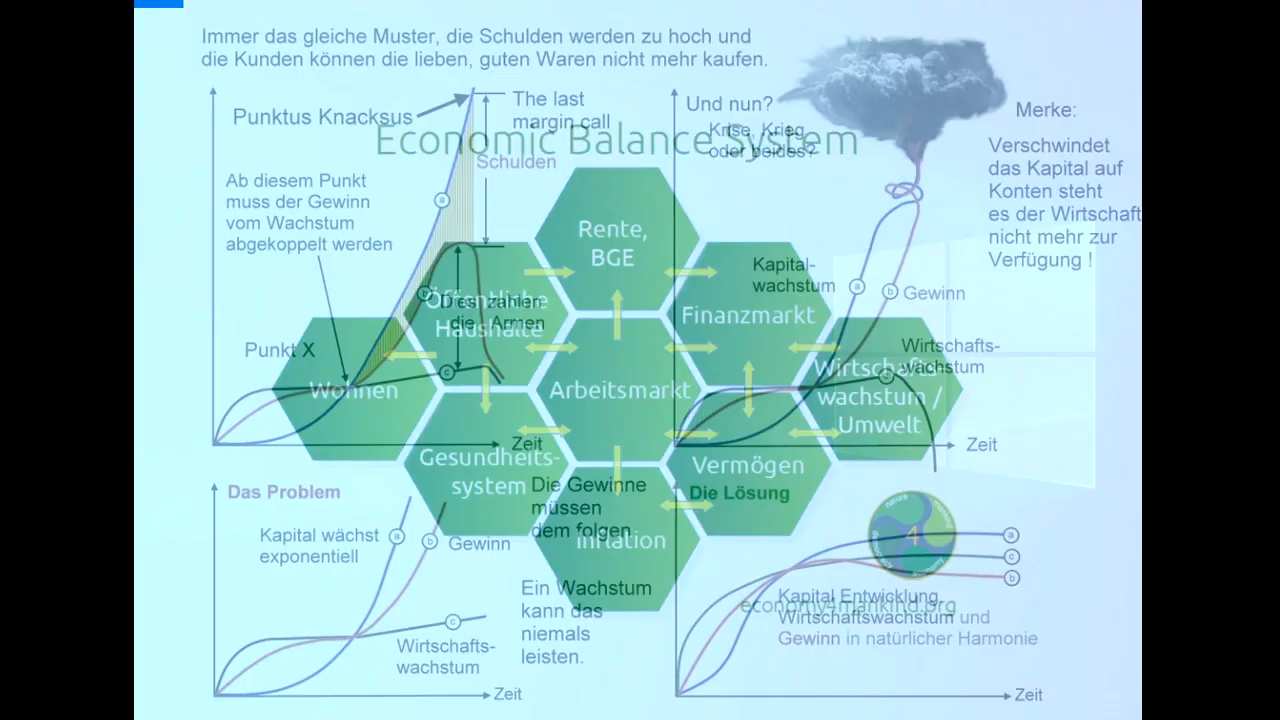 Immer das gleiche Muster, die Schulden werden zu hoch und
die Kunden können die lieben, guten Waren nicht mehr kaufen.
Punktus Knacksus
The last
margin call
Schulden
Ab diesem Punkt
muss der Gewinn
vom Wachstum
abgekoppelt werden
Punkt X
a
b
c
Dies zahlen
die Armen
Zeit
Und nun?
Krise, Krieg
oder beides?
Merke:
Verschwindet
das Kapital auf
Konten steht
es der Wirtschaft
nicht mehr zur
Verfügung !
Kapital-
wachstum
a
b
Gewinn
Wirtschafts-
wachstum
c
Zeit
Economic Balance System
Rente,
BGE
Öffentliche
Haushalte
Finanzmarkt
Wohnen
Arbeitsmarkt
Wirtschafts-
wachstum /
Umwelt
Gesundheits-
system
Vermögen
Inflation
economy4mankind.org
Das Problem
Kapital wächst
exponentiell
a
b
Gewinn
c
Wirtschafts-
wachstum
Zeit
Die Gewinne
müssen
dem folgen
Ein Wachstum
kann das
niemals
leisten.
Die Lösung
nature
4
a
c
b
Kapital Entwicklung,
Wirtschaftswachstum und
Gewinn in natürlicher Harmonie
Zeit